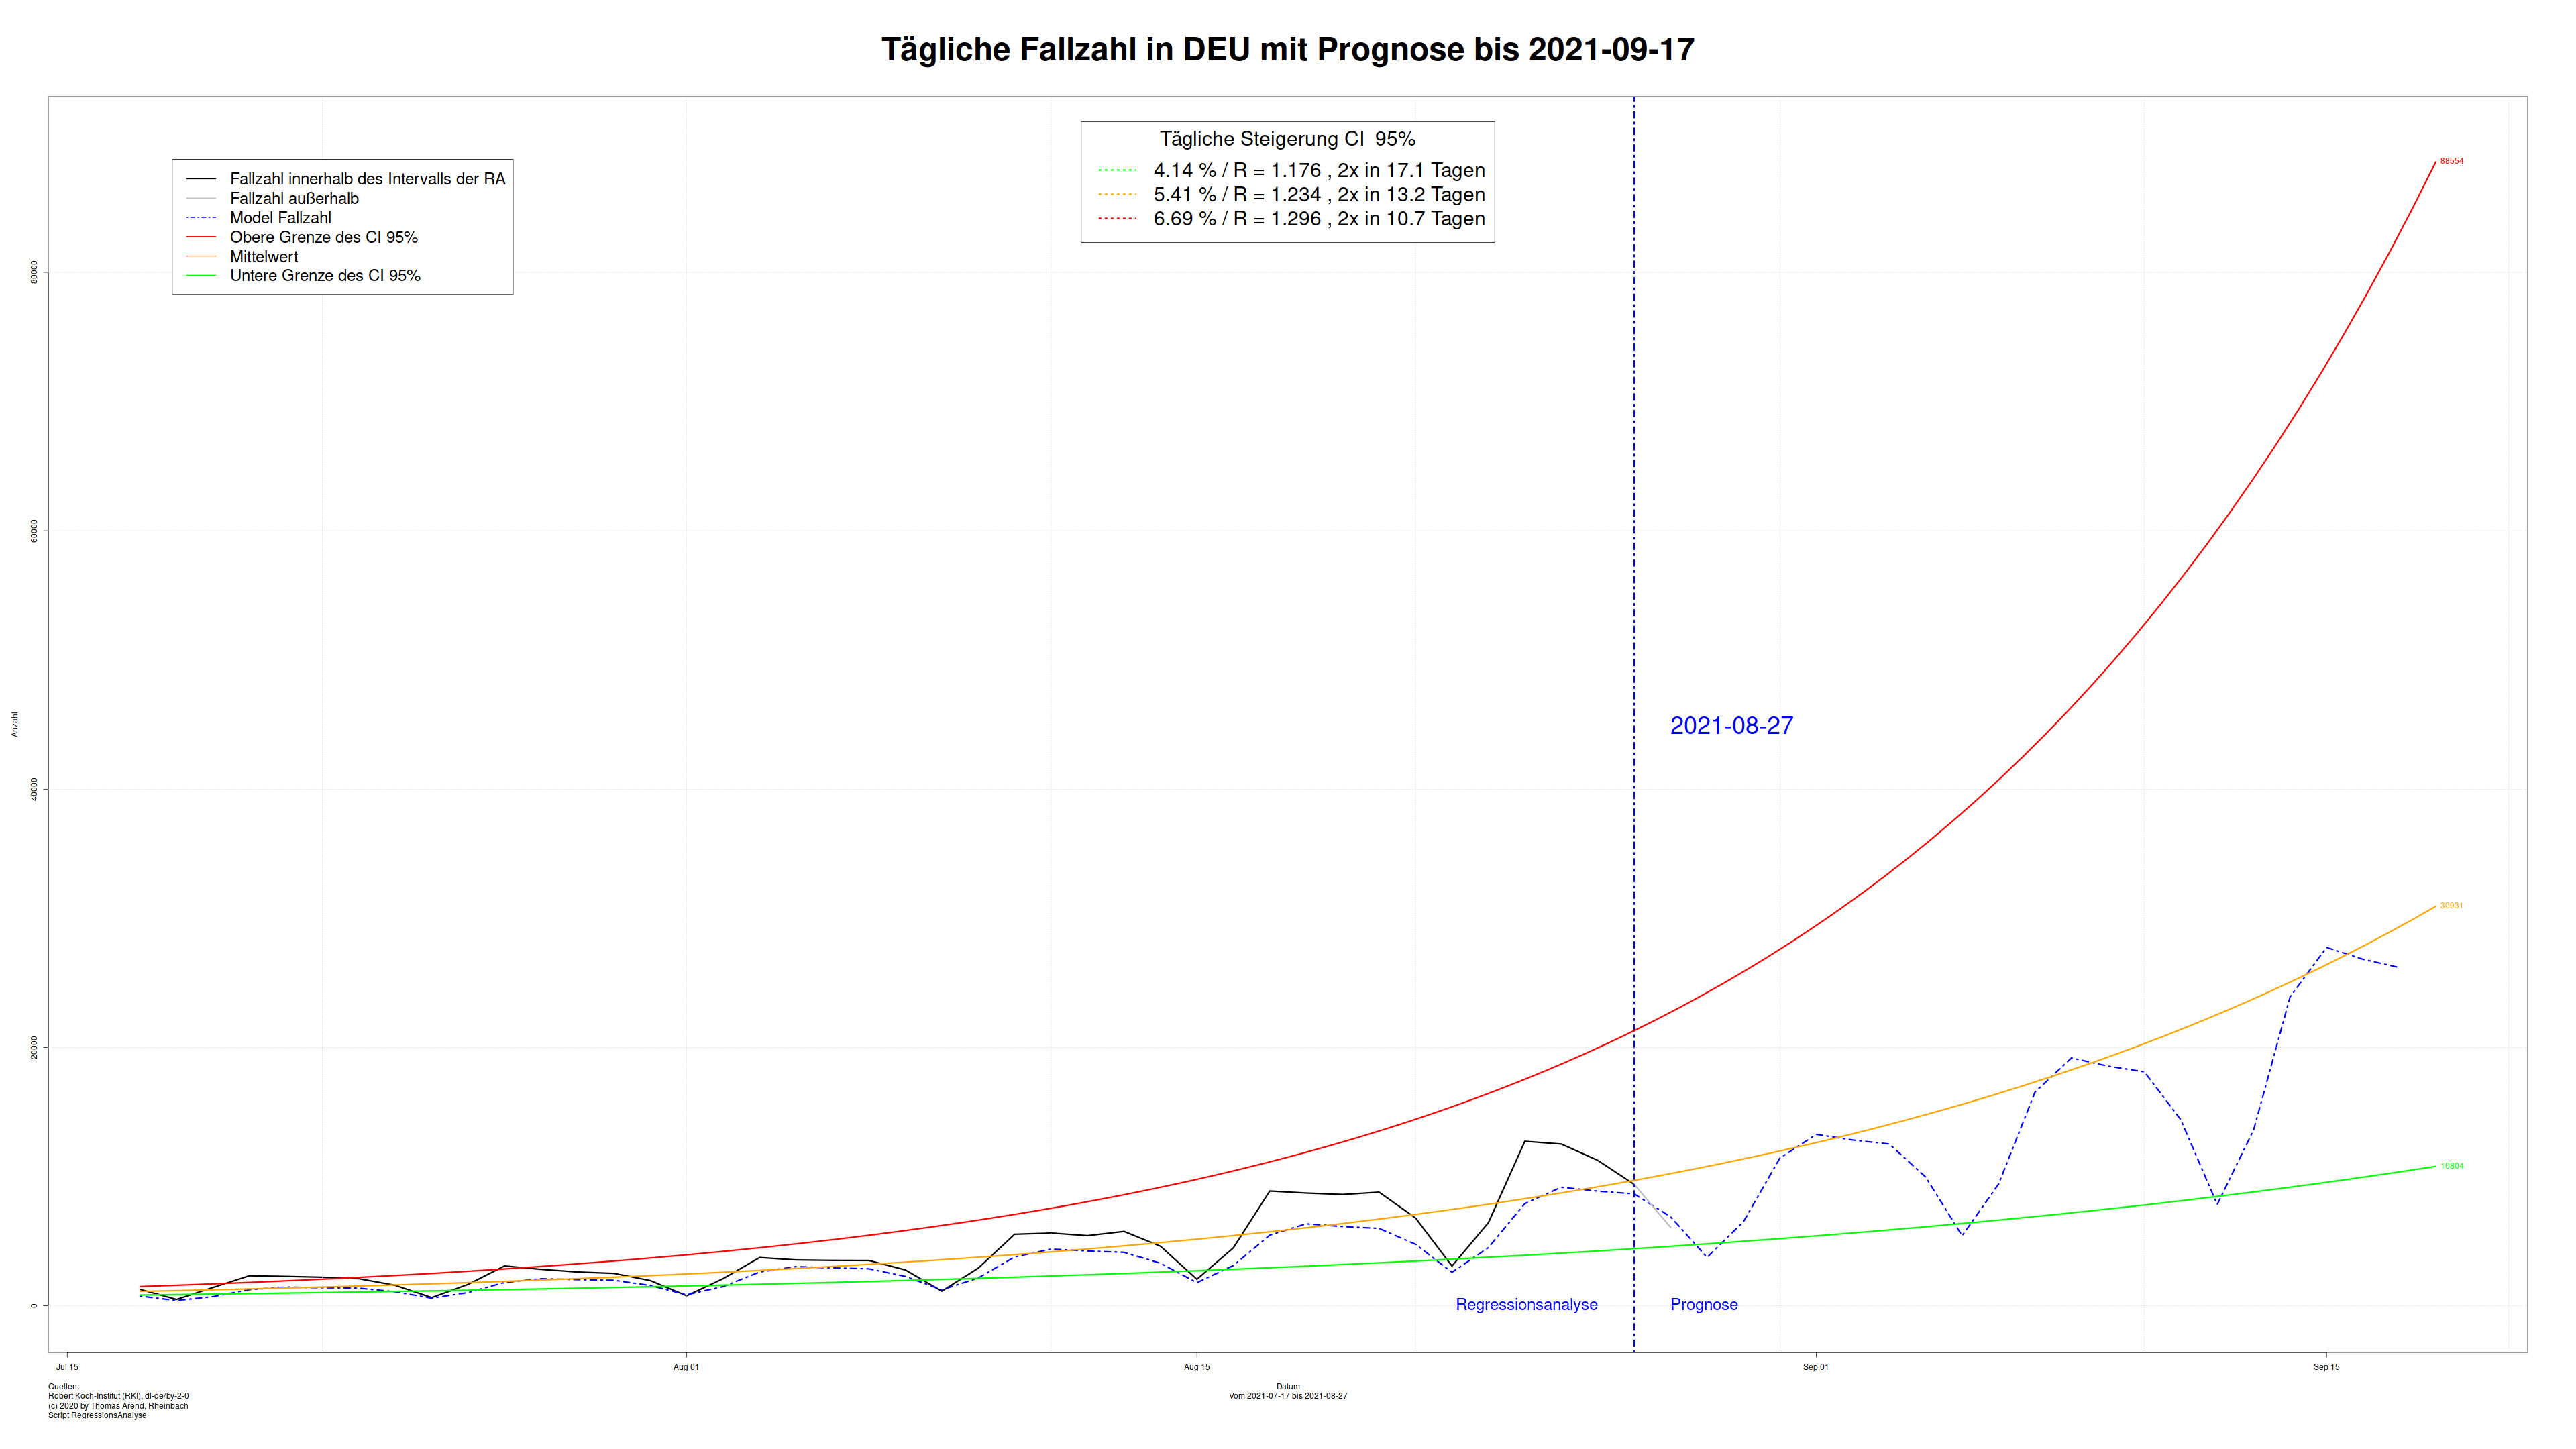 Tägliche Fallzahl in DEU mit Prognose bis 2021-09-17
Fallzahl innerhalb des Intervalls der RA
Fallzahl außerhalb
Model Fallzahl
Obere Grenze des CI 95%
Mittelwert
Untere Grenze des CI 95%
Tägliche Steigerung CI 95%
4.14 % / R = 1.176 , 2x in 17.1 Tagen
5.41 % / R = 1.234 , 2x in 13.2 Tagen
6.69 % / R = 1.296 , 2x in 10.7 Tagen
88554
80000
60000
2021-08-27
Anzahl
40000
30931
20000
10804
0
Regressionsanalyse
Prognose
Jul 15
Aug 01
Aug 15
Sep 01
Sep 15
Datum
Vom 2021-07-17 bis 2021-08-27
Quellen:
Robert Koch-Institut (RKI), dl-de/by-2-0
(c) 2020 by Thomas Arend, Rheinbach
Script RegressionsAnalyse